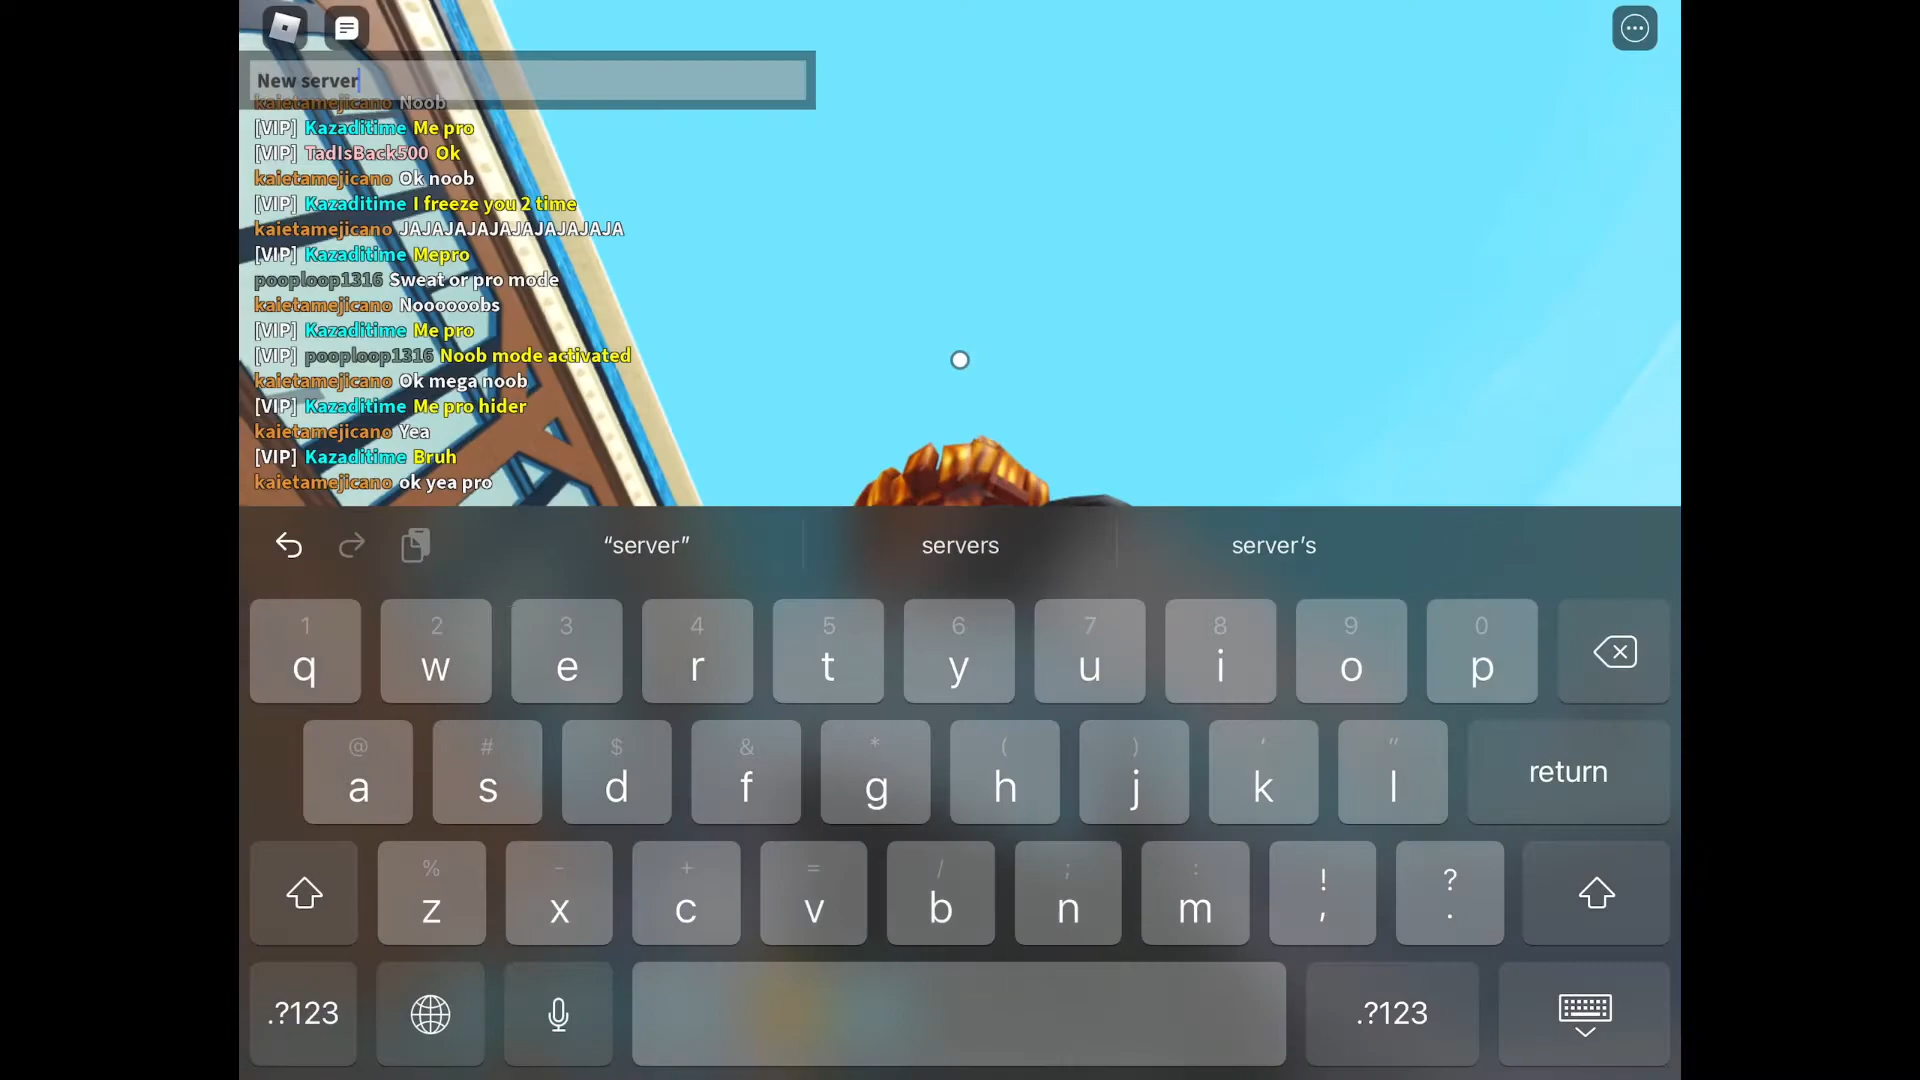 New server
kaietamejicano Noob
[VIP] Kazaditime Me pro
[VIP] TadIsBack500 Ok
kaietamejicano Ok noob
[VIP] Kazaditime I freeze you 2 time
kaietamejicano JAJAJAJAJAJAJAJAJAJA
[VIP] Kazaditime Mepro
pooploop1316 Sweat or pro mode
kaietamejicano Noooooobs
[VIP] Kazaditime Me pro
[VIP] pooploop1316 Noob mode activated
kaietamejicano Ok mega noob
[VIP] Kazaditime Me pro hider
kaietamejicano Yea
[VIP] Kazaditime Bruh
kaietamejicano ok yea pro
“server” servers server’s
1 2 3 4 5 6 7 8 9 0
q w e r t y u i o p
@ # $ & * ( ) ' "
a s d f g h j k l return
% - + = / ; : ! ?
z x c v b n m , .
.?123 .?123